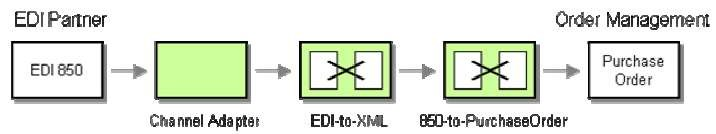 EDI Partner
Order Management
EDI 850
Purchase
Order
Channel Adapter
EDI-to-XML
850-to-PurchaseOrder